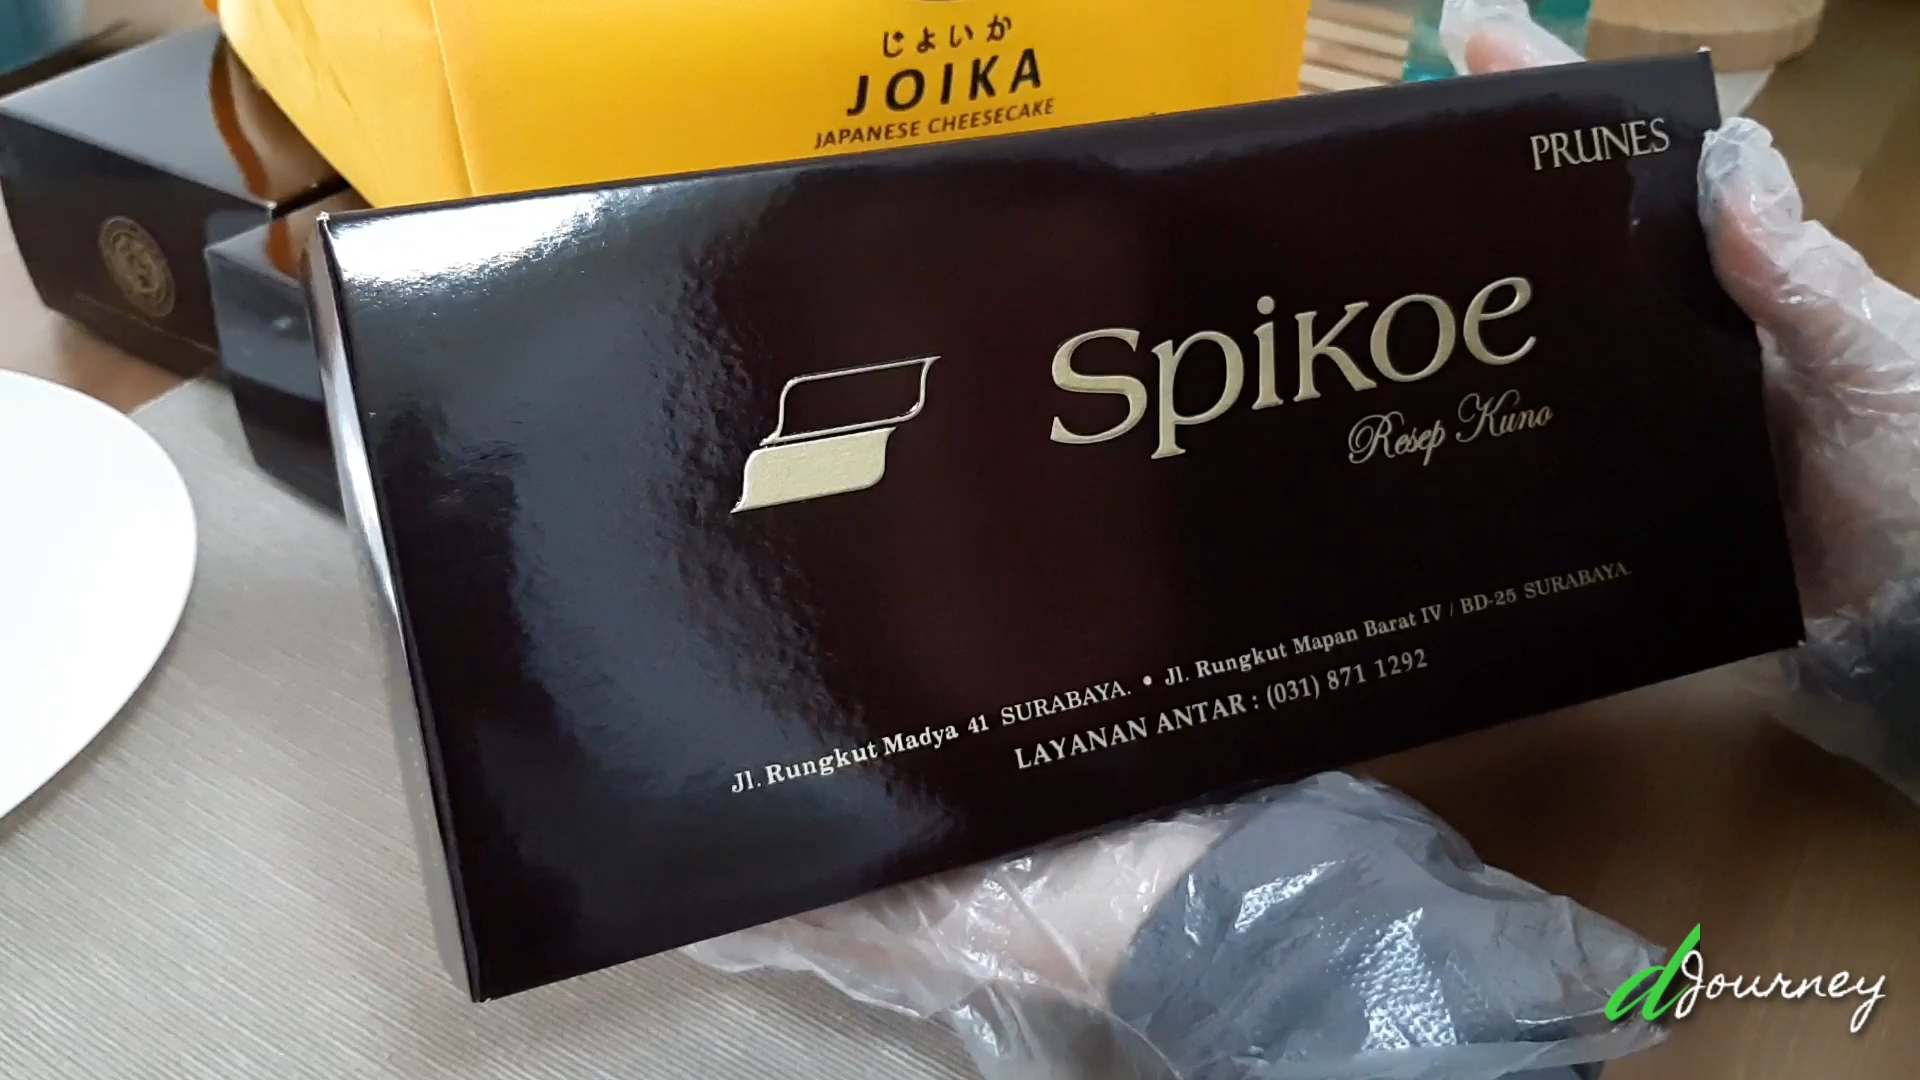 じょいか
JOIKA
JAPANESE CHEESECAKE
PRUNES
Spikoe
Resep Kuno
Jl. Rungkut Madya 41 SURABAYA. • Jl. Rungkut Mapan Barat IV / BD-25 SURABAYA.
LAYANAN ANTAR : (031) 871 1292
dJourney